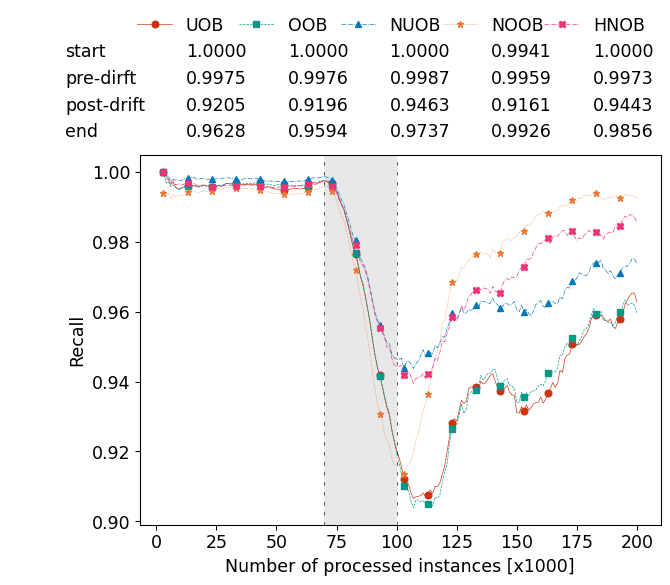 UOB OOB NUOB NOOB HNOB
start 1.0000 1.0000 1.0000 0.9941 1.0000
pre-dirft 0.9975 0.9976 0.9987 0.9959 0.9973
post-drift 0.9205 0.9196 0.9463 0.9161 0.9443
end 0.9628 0.9594 0.9737 0.9926 0.9856
1.00
0.98
0.96
0.94
0.92
0.90
Recall
0 25 50 75 100 125 150 175 200
Number of processed instances [x1000]